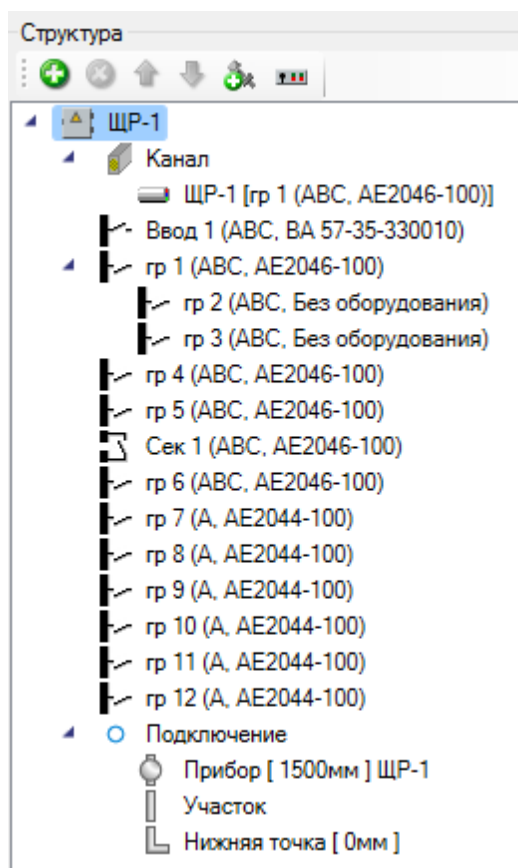 Структура
ЩР-1
Канал
ЩР-1 [гр 1 (ABC, AE2046-100)]
Ввод 1 (ABC, ВА 57-35-330010)
гр 1 (ABC, AE2046-100)
гр 2 (ABC, Без оборудования)
гр 3 (ABC, Без оборудования)
гр 4 (ABC, AE2046-100)
гр 5 (ABC, AE2046-100)
Сек 1 (ABC, AE2046-100)
гр 6 (ABC, AE2046-100)
гр 7 (A, AE2044-100)
гр 8 (A, AE2044-100)
гр 9 (A, AE2044-100)
гр 10 (A, AE2044-100)
гр 11 (A, AE2044-100)
гр 12 (A, AE2044-100)
Подключение
Прибор [ 1500мм ] ЩР-1
Участок
Нижняя точка [ 0мм ]